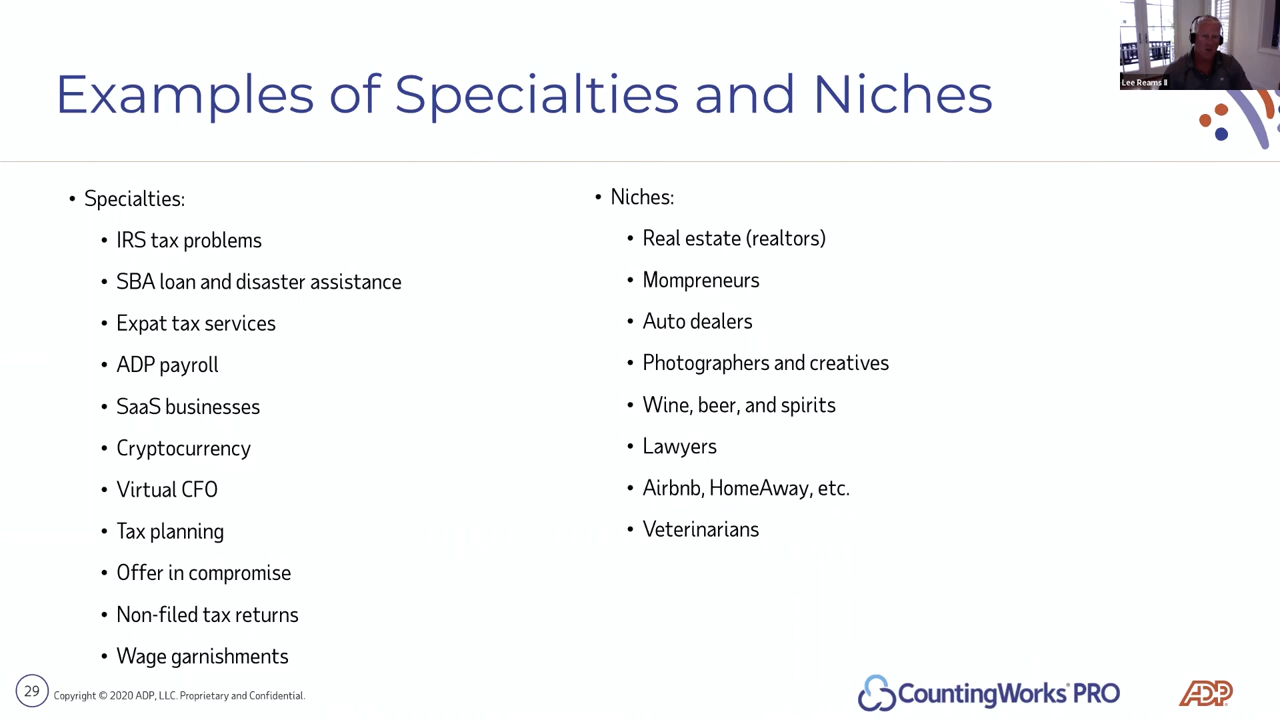 Lee Reams II
Examples of Specialties and Niches
• Specialties:
• IRS tax problems
• SBA loan and disaster assistance
• Expat tax services
• ADP payroll
• SaaS businesses
• Cryptocurrency
• Virtual CFO
• Tax planning
• Offer in compromise
• Non-filed tax returns
• Wage garnishments
• Niches:
• Real estate (realtors)
• Mompreneurs
• Auto dealers
• Photographers and creatives
• Wine, beer, and spirits
• Lawyers
• Airbnb, HomeAway, etc.
• Veterinarians
29
Copyright © 2020 ADP, LLC. Proprietary and Confidential.
CountingWorks PRO
ADP